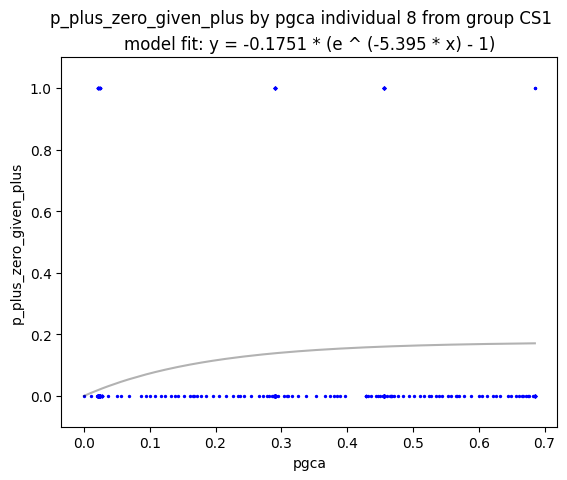 p_plus_zero_given_plus by pgca individual 8 from group CS1
model fit: y = -0.1751 * (e ^ (-5.395 * x) - 1)
p_plus_zero_given_plus
1.0
0.8
0.6
0.4
0.2
0.0
0.0 0.1 0.2 0.3 0.4 0.5 0.6 0.7
pgca